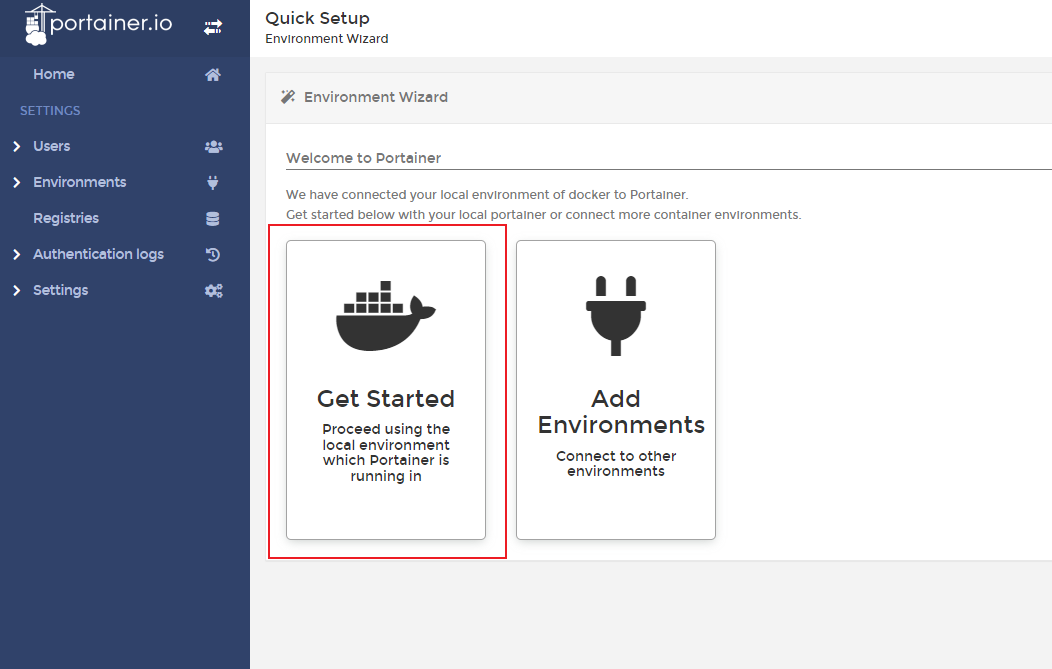 portainer.io
Home
SETTINGS
Users
Environments
Registries
Authentication logs
Settings
Quick Setup
Environment Wizard
Environment Wizard
Welcome to Portainer
We have connected your local environment of docker to Portainer.
Get started below with your local portainer or connect more container environments.
Get Started
Proceed using the
local environment
which Portainer is
running in
Add
Environments
Connect to other
environments